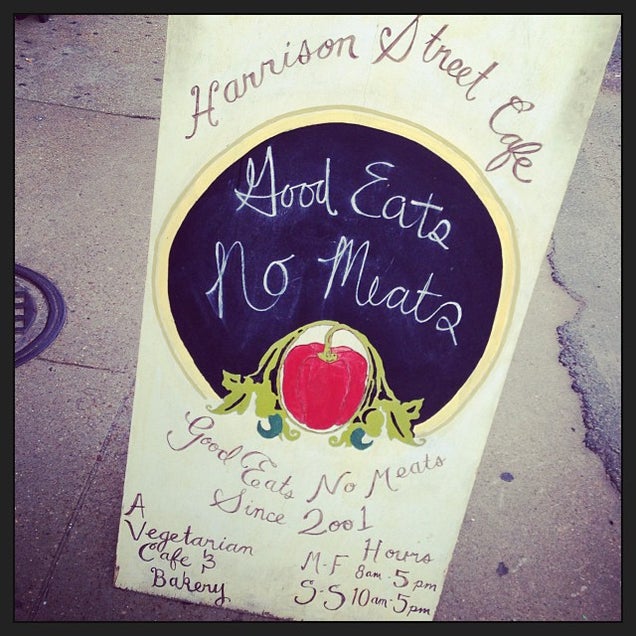 Harrison Street Cafe
Good Eats
No Meats
Good Eats No Meats
Since 2001
A
Vegetarian
Cafe &
Bakery
Hours
M-F 8am-5pm
S-S 10am-5pm